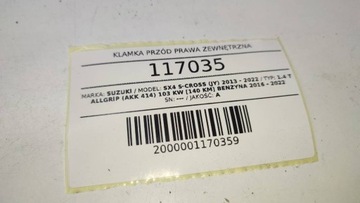 KLAMKA PRZÓD PRAWA ZEWNĘTRZNA
117035
MARKA: SUZUKI / MODEL: SX4 S-CROSS (JY) 2013 - 2022 / TYP: 1.4 T
ALLGRIP (AKK 414) 103 KW [140 KM] BENZYNA 2016 - 2022
SN: --- / JAKOŚĆ: A
2000001170359